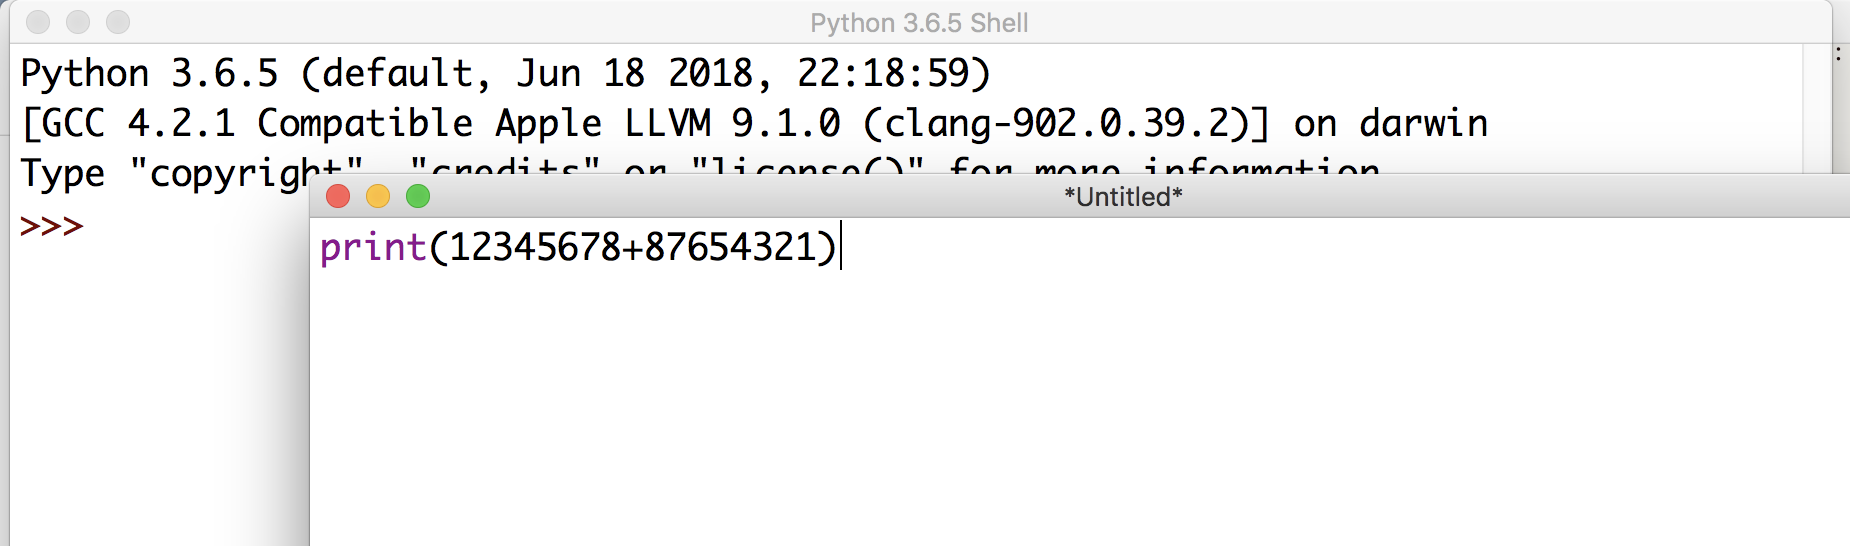 Python 3.6.5 Shell
Python 3.6.5 (default, Jun 18 2018, 22:18:59)
[GCC 4.2.1 Compatible Apple LLVM 9.1.0 (clang-902.0.39.2)] on darwin
Type "copyright", "credits" or "license()" for more information
>>>
*Untitled*
print(12345678+87654321)